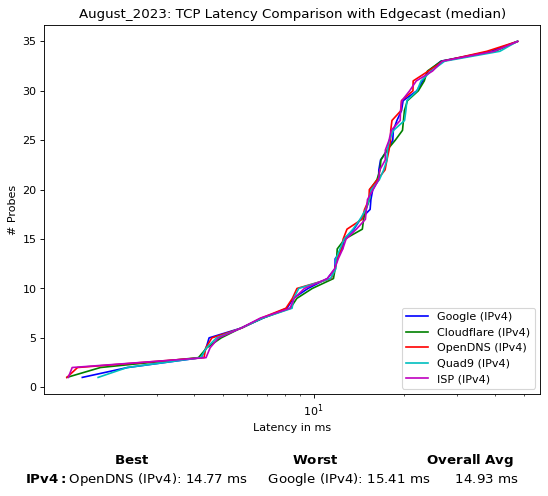 August_2023: TCP Latency Comparison with Edgecast (median)
35
30
25
20
15
10
5
0
# Probes
Google (IPv4)
Cloudflare (IPv4)
OpenDNS (IPv4)
Quad9 (IPv4)
ISP (IPv4)
10¹
Latency in ms
Best Worst Overall Avg
IPv4: OpenDNS (IPv4): 14.77 ms Google (IPv4): 15.41 ms 14.93 ms